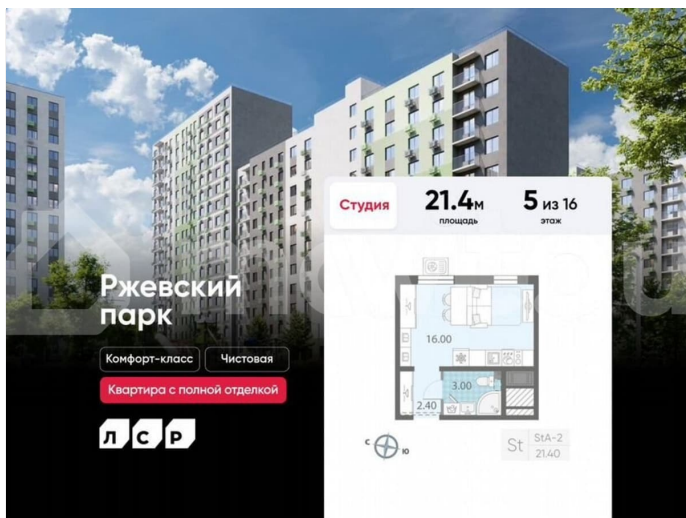 Студия
21.4м
площадь
5 из 16
этаж
Ржевский
парк
Комфорт-класс
Чистовая
Квартира с полной отделкой
ЛСР
16.00
3.00
2.40
С
Ю
St
StA-2
21.40